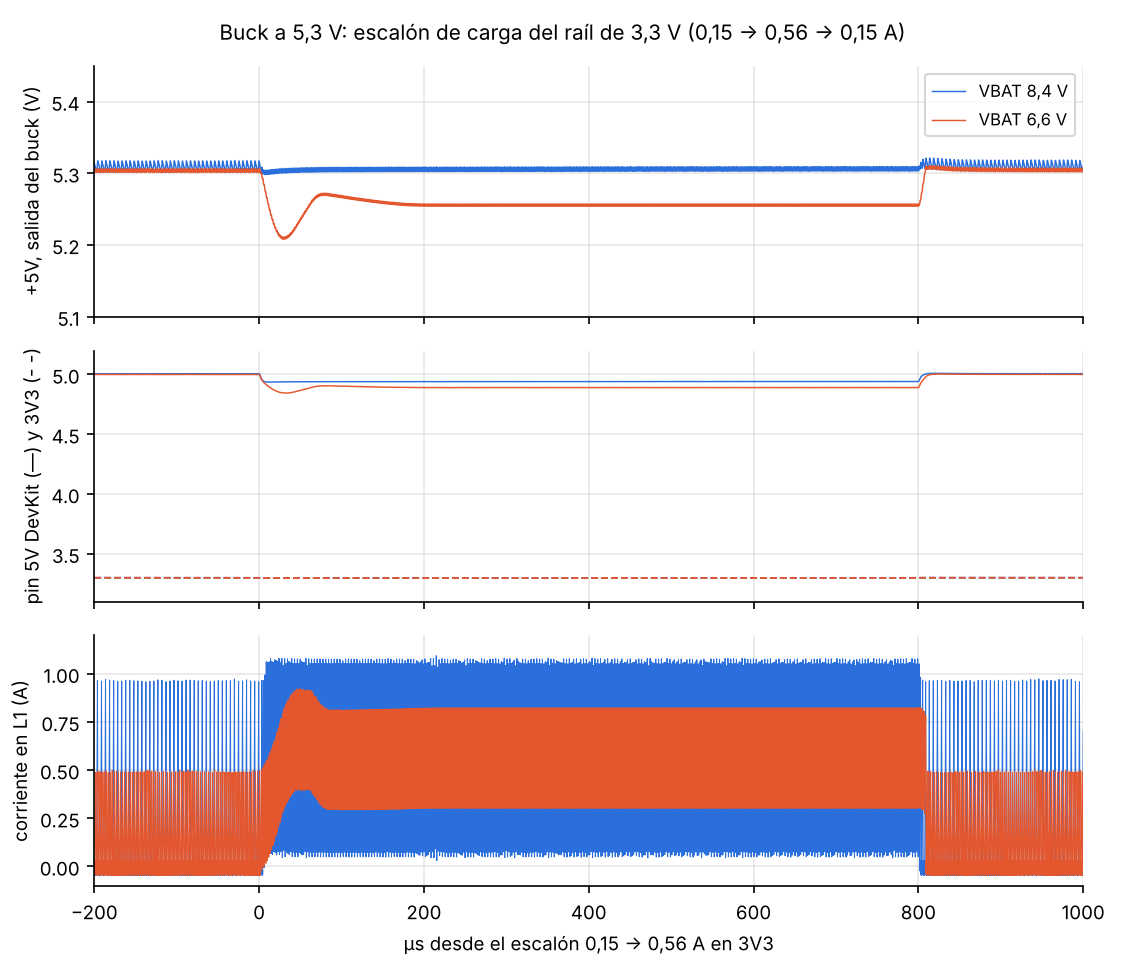 Buck a 5,3 V: escalón de carga del raíl de 3,3 V (0,15 → 0,56 → 0,15 A)
+5V, salida del buck (V)
5.4
5.3
5.2
5.1
VBAT 8,4 V
VBAT 6,6 V
pin 5V DevKit (—) y 3V3 (- -)
5.0
4.5
4.0
3.5
corriente en L1 (A)
1.00
0.75
0.50
0.25
0.00
−200 0 200 400 600 800 1000
µs desde el escalón 0,15 → 0,56 A en 3V3